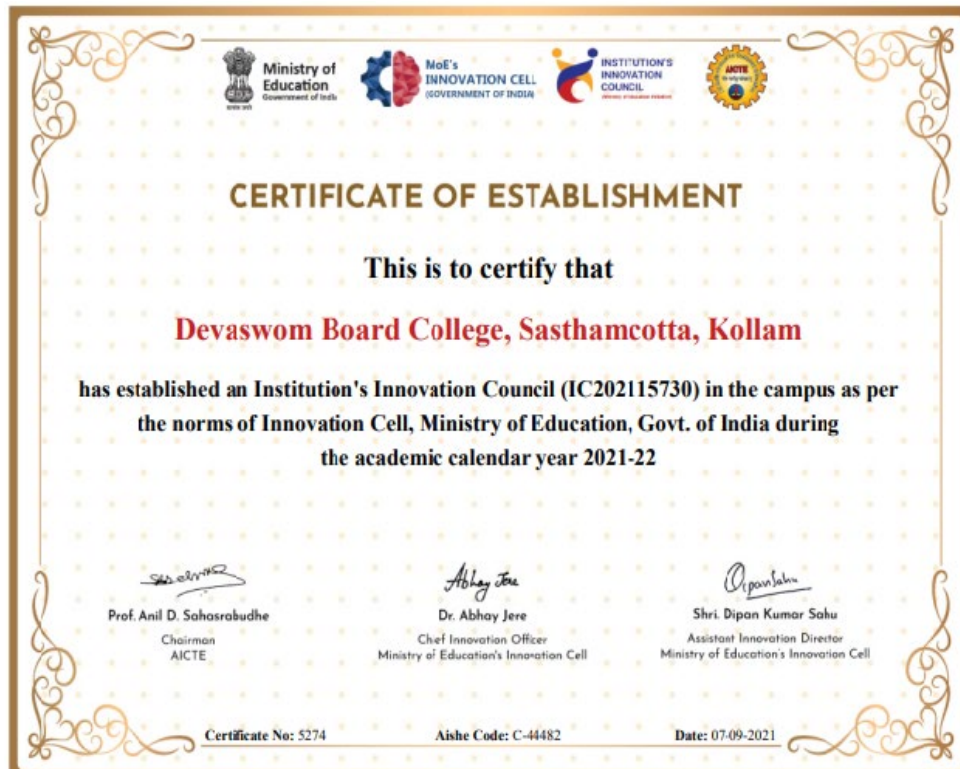 Ministry of
Education
Government of India
MoE's
INNOVATION CELL
(GOVERNMENT OF INDIA)
INSTITUTION'S
INNOVATION
COUNCIL
AICTE
CERTIFICATE OF ESTABLISHMENT
This is to certify that
Devaswom Board College, Sasthamcotta, Kollam
has established an Institution's Innovation Council (IC202115730) in the campus as per
the norms of Innovation Cell, Ministry of Education, Govt. of India during
the academic calendar year 2021-22
Abhay Jere
Dipan Sahu
Prof. Anil D. Sahasrabudhe
Dr. Abhay Jere
Shri. Dipan Kumar Sahu
Chairman
Chief Innovation Officer
Assistant Innovation Director
AICTE
Ministry of Education's Innovation Cell
Ministry of Education's Innovation Cell
Certificate No: 5274
Aishe Code: C-44482
Date: 07-09-2021